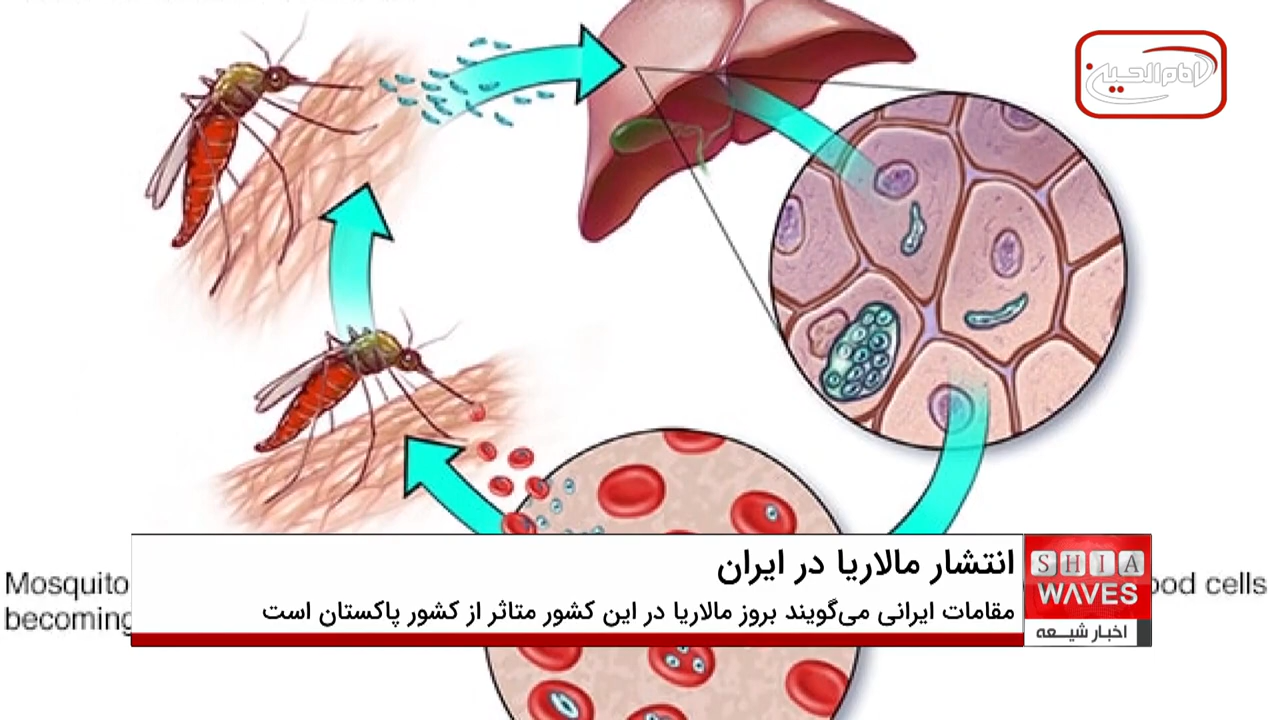 امام الحسین
انتشار مالاریا در ایران
مقامات ایرانی می‌گویند بروز مالاریا در این کشور متاثر از کشور پاکستان است
SHIA
WAVES
اخبار شیـعه
Mosquito
ood cells
becoming